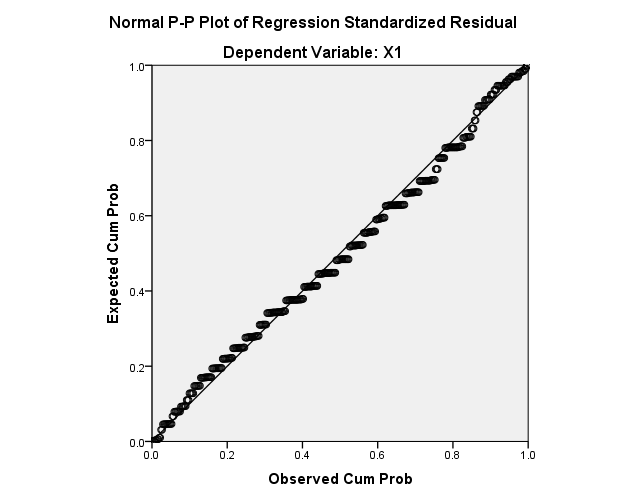 Normal P-P Plot of Regression Standardized Residual
Dependent Variable: X1
Expected Cum Prob
1.0
0.8
0.6
0.4
0.2
0.0
0.0 0.2 0.4 0.6 0.8 1.0
Observed Cum Prob